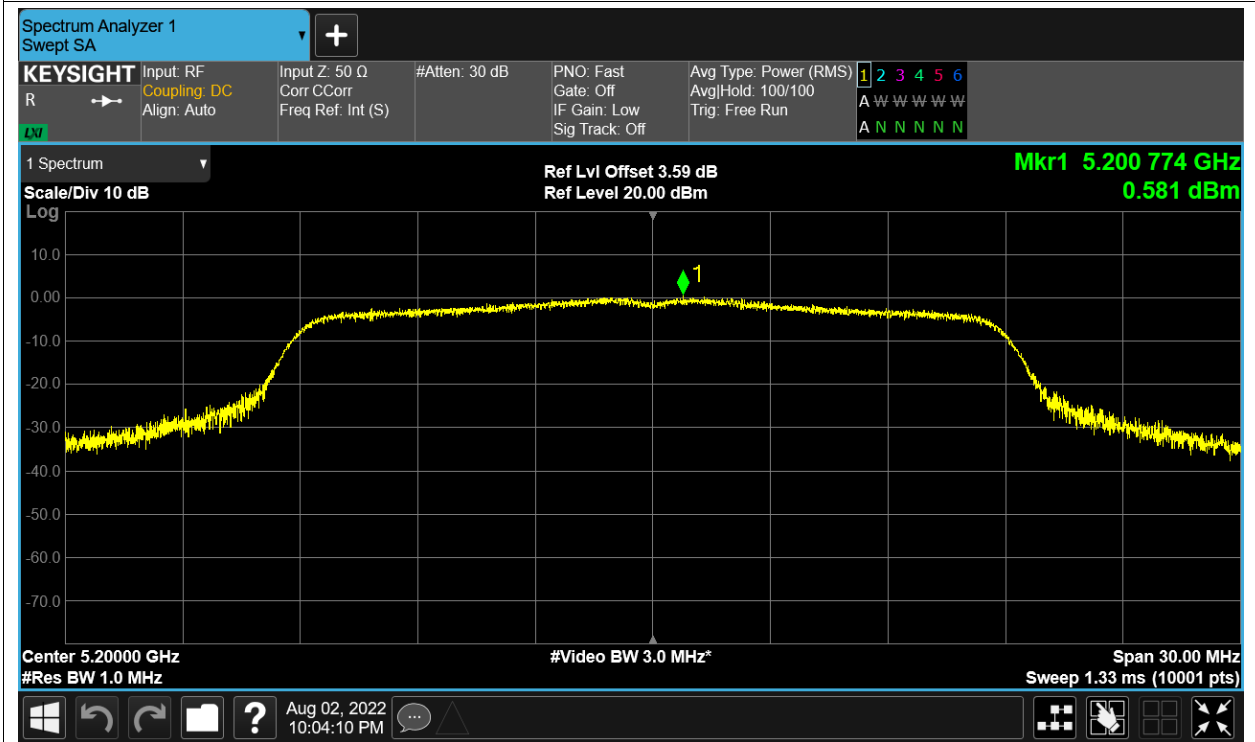 Spectrum Analyzer 1
Swept SA
KEYSIGHT
R
LXI
Input: RF
Coupling: DC
Align: Auto
Input Z: 50 Ω
Corr CCorr
Freq Ref: Int (S)
#Atten: 30 dB
PNO: Fast
Gate: Off
IF Gain: Low
Sig Track: Off
Avg Type: Power (RMS)
Avg|Hold: 100/100
Trig: Free Run
1 2 3 4 5 6
A W W W W W
A N N N N N
1 Spectrum
Scale/Div 10 dB
Log
Ref Lvl Offset 3.59 dB
Ref Level 20.00 dBm
Mkr1 5.200 774 GHz
0.581 dBm
1
10.0
0.00
-10.0
-20.0
-30.0
-40.0
-50.0
-60.0
-70.0
Center 5.20000 GHz
#Res BW 1.0 MHz
#Video BW 3.0 MHz*
Span 30.00 MHz
Sweep 1.33 ms (10001 pts)
?
Aug 02, 2022
10:04:10 PM